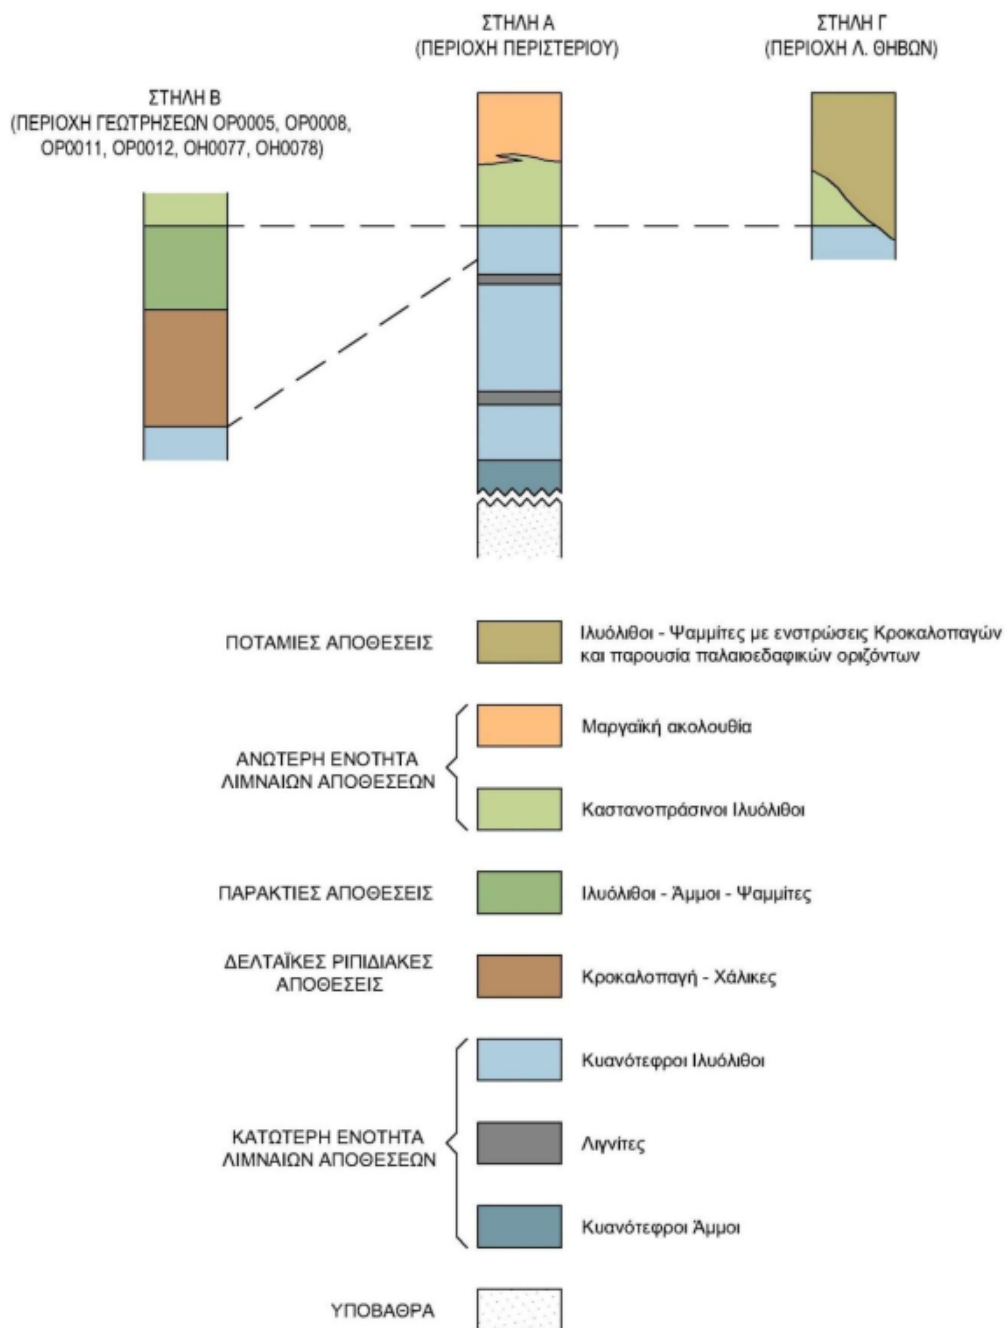 ΣΤΗΛΗ Α
(ΠΕΡΙΟΧΗ ΠΕΡΙΣΤΕΡΙΟΥ)
ΣΤΗΛΗ Γ
(ΠΕΡΙΟΧΗ Λ. ΘΗΒΩΝ)
ΣΤΗΛΗ Β
(ΠΕΡΙΟΧΗ ΓΕΩΤΡΗΣΕΩΝ ΟΡ0005, ΟΡ0008,
ΟΡ0011, ΟΡ0012, ΟΗ0077, ΟΗ0078)
ΠΟΤΑΜΙΕΣ ΑΠΟΘΕΣΕΙΣ
Ιλυόλιθοι - Ψαμμίτες με ενστρώσεις Κροκαλοπαγών
και παρουσία παλαιοεδαφικών οριζόντων
ΑΝΩΤΕΡΗ ΕΝΟΤΗΤΑ
ΛΙΜΝΑΙΩΝ ΑΠΟΘΕΣΕΩΝ
Μαργαϊκή ακολουθία
Καστανοπράσινοι Ιλυόλιθοι
ΠΑΡΑΚΤΙΕΣ ΑΠΟΘΕΣΕΙΣ
Ιλυόλιθοι - Άμμοι - Ψαμμίτες
ΔΕΛΤΑΪΚΕΣ ΡΙΠΙΔΙΑΚΕΣ
ΑΠΟΘΕΣΕΙΣ
Κροκαλοπαγή - Χάλικες
ΚΑΤΩΤΕΡΗ ΕΝΟΤΗΤΑ
ΛΙΜΝΑΙΩΝ ΑΠΟΘΕΣΕΩΝ
Κυανότεφροι Ιλυόλιθοι
Λιγνίτες
Κυανότεφροι Άμμοι
ΥΠΟΒΑΘΡΑ